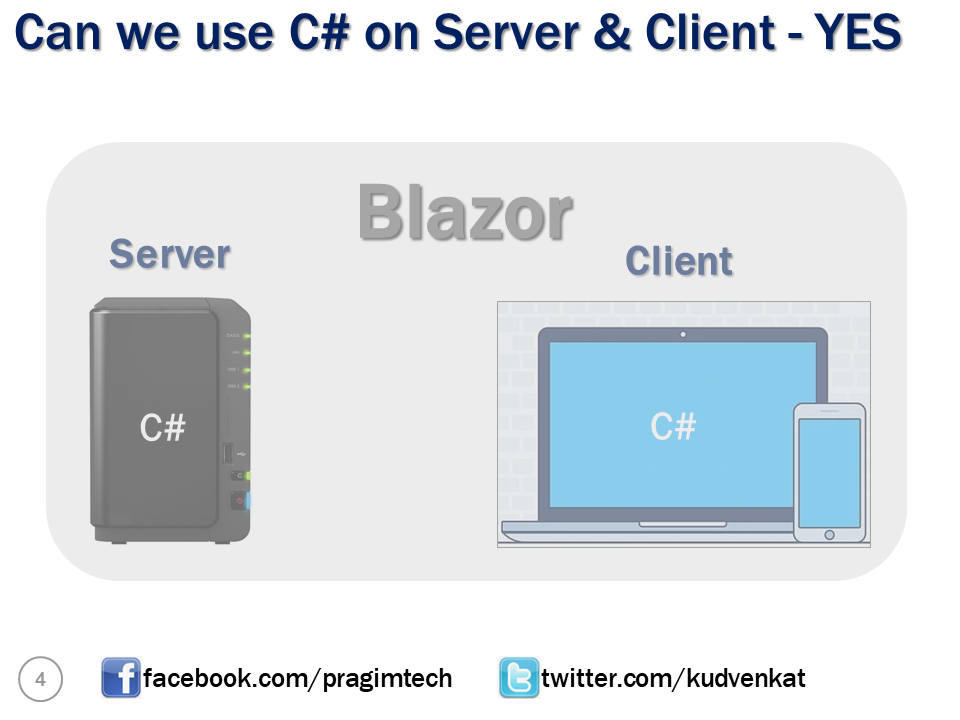 Can we use C# on Server & Client - YES
Blazor
Server
Client
C#
C#
4
facebook.com/pragimtech
twitter.com/kudvenkat